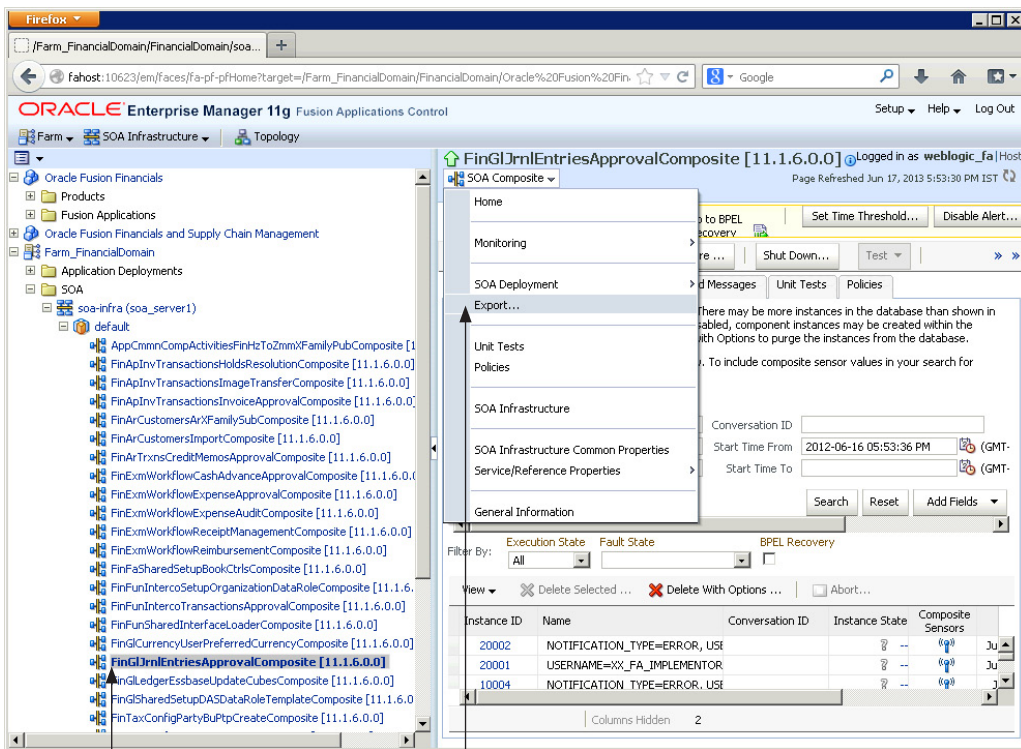 Firefox
/Farm_FinancialDomain/FinancialDomain/soa...
fahost:10623/em/faces/fa-pf-pfHome?target=/Farm_FinancialDomain/FinancialDomain/Oracle%20Fusion%20Fin
Google
ORACLE Enterprise Manager 11g Fusion Applications Control
Setup Help Log Out
Farm SOA Infrastructure Topology
Oracle Fusion Financials
Products
Fusion Applications
Oracle Fusion Financials and Supply Chain Management
Farm_FinancialDomain
Application Deployments
SOA
soa-infra (soa_server1)
default
AppCmmnCompActivitiesFinHzToZmmXFamilyPubComposite [1
FinApInvTransactionsHoldsResolutionComposite [11.1.6.0.0]
FinApInvTransactionsImageTransferComposite [11.1.6.0.0]
FinApInvTransactionsInvoiceApprovalComposite [11.1.6.0.0]
FinArCustomersArXFamilySubComposite [11.1.6.0.0]
FinArCustomersImportComposite [11.1.6.0.0]
FinArTrxnsCreditMemosApprovalComposite [11.1.6.0.0]
FinExmWorkflowCashAdvanceApprovalComposite [11.1.6.0.0
FinExmWorkflowExpenseApprovalComposite [11.1.6.0.0]
FinExmWorkflowExpenseAuditComposite [11.1.6.0.0]
FinExmWorkflowReceiptManagementComposite [11.1.6.0.0]
FinExmWorkflowReimbursementComposite [11.1.6.0.0]
FinFaSharedSetupBookCtrlsComposite [11.1.6.0.0]
FinFunIntercoSetupOrganizationDataRoleComposite [11.1.6.
FinFunIntercoTransactionsApprovalComposite [11.1.6.0.0]
FinFunSharedInterfaceLoaderComposite [11.1.6.0.0]
FinGlCurrencyUserPreferredCurrencyComposite [11.1.6.0.0]
FinGlJrnlEntriesApprovalComposite [11.1.6.0.0]
FinGlLedgerEssbaseUpdateCubesComposite [11.1.6.0.0]
FinGlSharedSetupDASDataRoleTemplateComposite [11.1.6.0
FinTaxConfigPartyBuPtpCreateComposite [11.1.6.0.0]
FinGlJrnlEntriesApprovalComposite [11.1.6.0.0]
Logged in as weblogic_fa|Host
SOA Composite
Page Refreshed Jun 17, 2013 5:53:30 PM IST
Home
Monitoring
SOA Deployment
Export...
Unit Tests
Policies
SOA Infrastructure
SOA Infrastructure Common Properties
Service/Reference Properties
General Information
to BPEL
ecovery
Set Time Threshold... Disable Alert...
re ... Shut Down... Test
d Messages Unit Tests Policies
There may be more instances in the database than shown in
abled, component instances may be created within the
ith Options to purge the instances from the database.
. To include composite sensor values in your search for
Conversation ID
Start Time From 2012-06-16 05:53:36 PM (GMT-
Start Time To (GMT-
Search Reset Add Fields
Filter By: Execution State Fault State BPEL Recovery
All
View Delete Selected ... Delete With Options ... Abort...
Instance ID Name Conversation ID Instance State Composite Sensors
20002 NOTIFICATION_TYPE=ERROR, USE -- Ju
20001 USERNAME=XX_FA_IMPLEMENTOR -- Ju
10004 NOTIFICATION_TYPE=ERROR, USE --
Columns Hidden 2